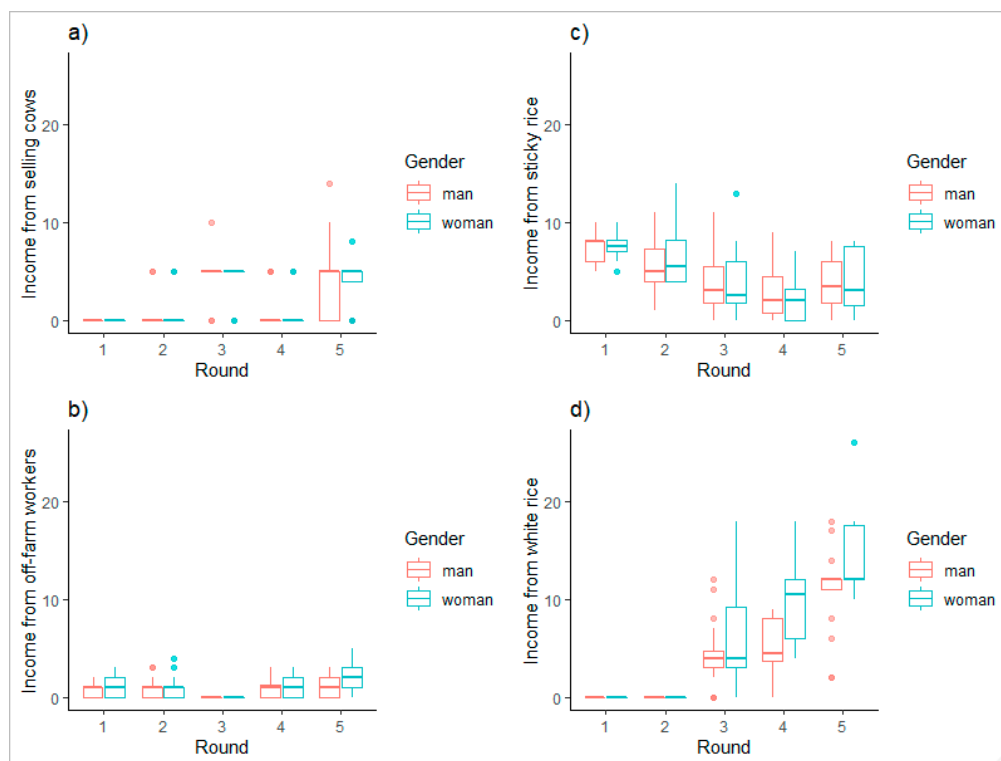 a)
Income from selling cows
20
10
0
1 2 3 4 5
Round
Gender
man
woman
c)
Income from sticky rice
20
10
0
1 2 3 4 5
Round
Gender
man
woman
b)
Income from off-farm workers
20
10
0
1 2 3 4 5
Round
Gender
man
woman
d)
Income from white rice
20
10
0
1 2 3 4 5
Round
Gender
man
woman